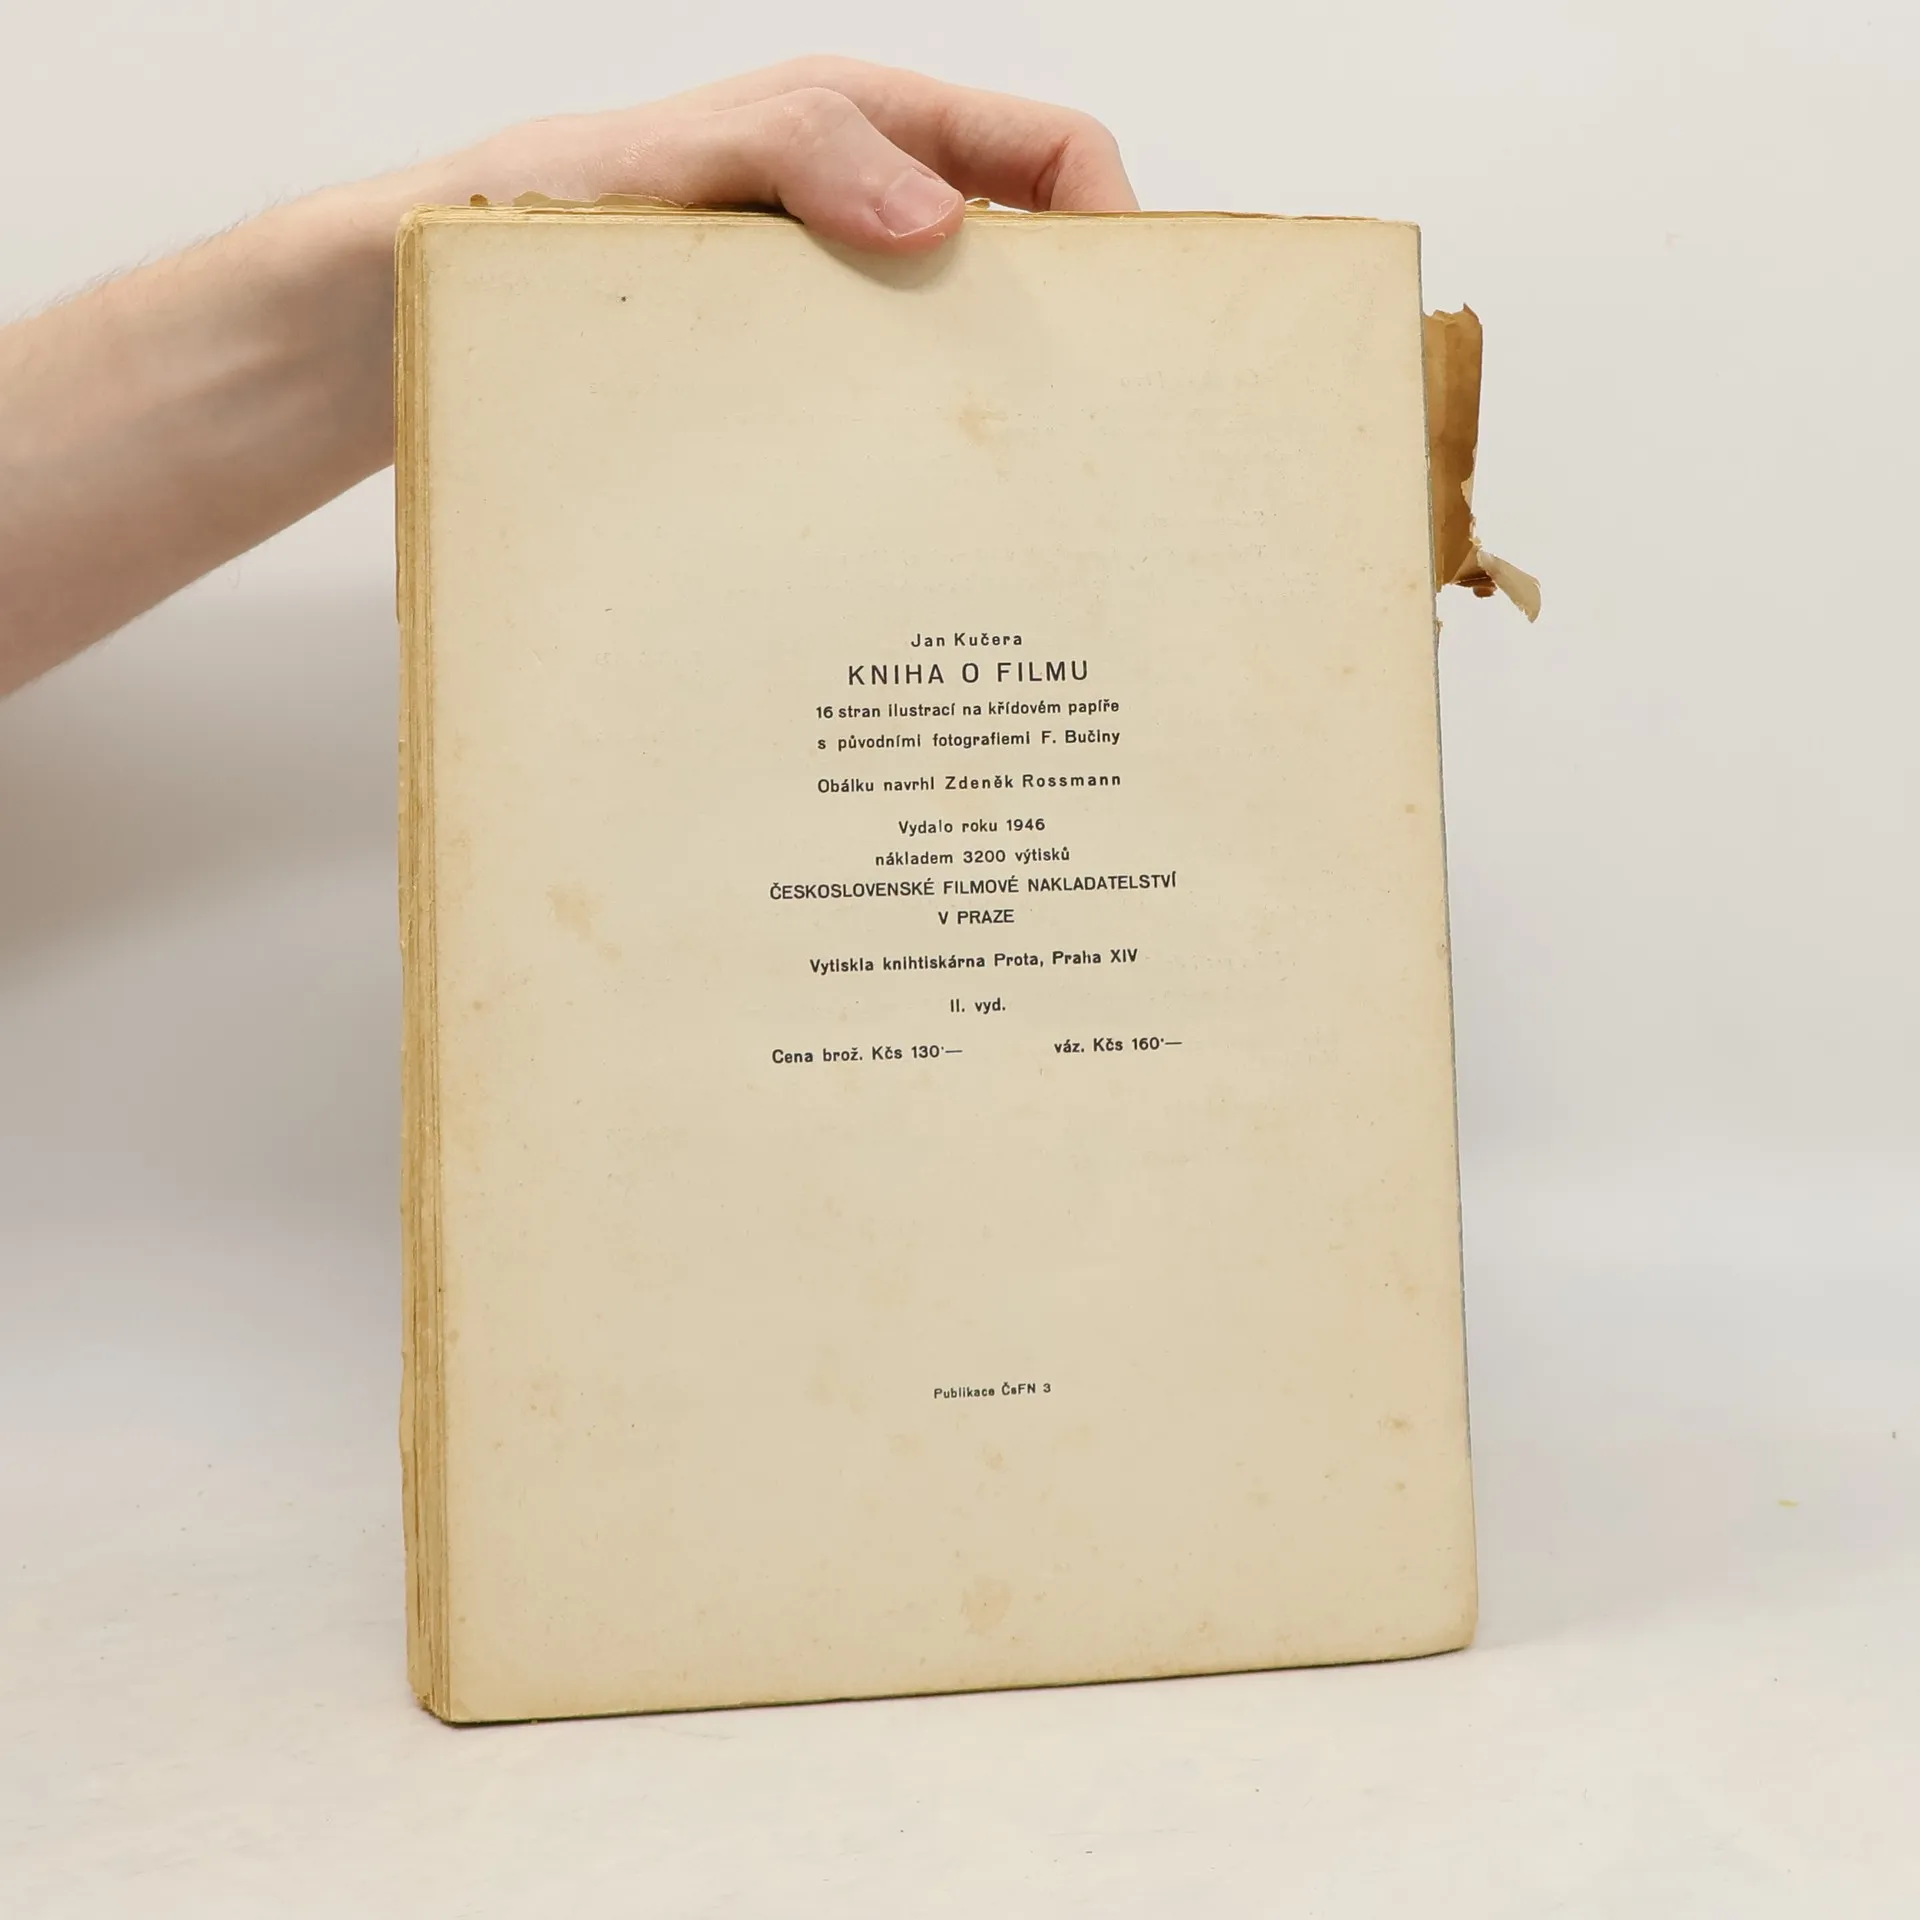 Jan Kučera
KNIHA O FILMU
16 stran ilustrací na křídovém papíře
s původními fotografiemi F. Bučiny
Obálku navrhl Zdeněk Rossmann
Vydalo roku 1946
nákladem 3200 výtisků
ČESKOSLOVENSKÉ FILMOVÉ NAKLADATELSTVÍ
V PRAZE
Vytiskla knihtiskárna Prota, Praha XIV
II. vyd.
Cena brož. Kčs 130·— váz. Kčs 160·—
Publikace ČsFN 3